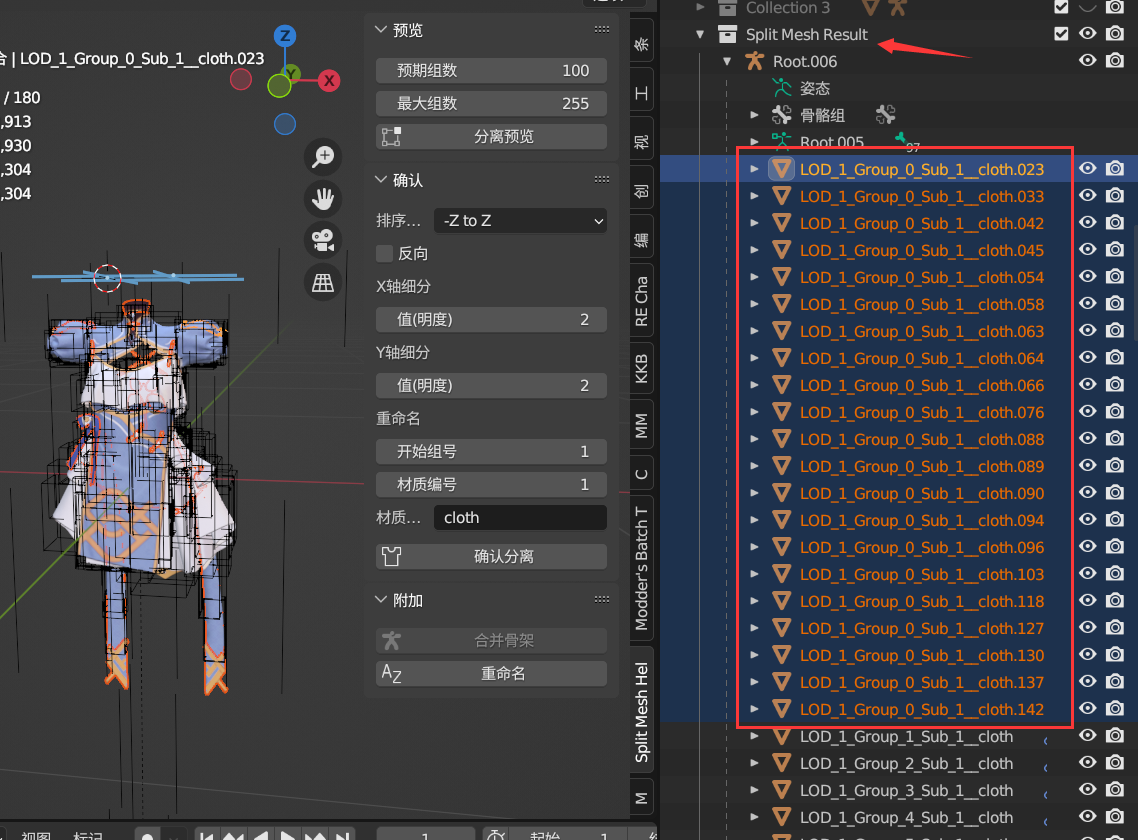 合 | LOD_1_Group_0_Sub_1__cloth.023
/ 180
,913
,930
,304
,304
Z
Y
X
预览
预期组数 100
最大组数 255
分离预览
确认
排序… -Z to Z
反向
X轴细分
值(明度) 2
Y轴细分
值(明度) 2
重命名
开始组号 1
材质编号 1
材质… cloth
确认分离
附加
合并骨架
重命名
条
工
视
创
编
RE Cha
KKB
MM
C
Modder's Batch T
Split Mesh Hel
M
Collection 3
Split Mesh Result
Root.006
姿态
骨骼组
Root.005
97
LOD_1_Group_0_Sub_1__cloth.023
LOD_1_Group_0_Sub_1__cloth.033
LOD_1_Group_0_Sub_1__cloth.042
LOD_1_Group_0_Sub_1__cloth.045
LOD_1_Group_0_Sub_1__cloth.054
LOD_1_Group_0_Sub_1__cloth.058
LOD_1_Group_0_Sub_1__cloth.063
LOD_1_Group_0_Sub_1__cloth.064
LOD_1_Group_0_Sub_1__cloth.066
LOD_1_Group_0_Sub_1__cloth.076
LOD_1_Group_0_Sub_1__cloth.088
LOD_1_Group_0_Sub_1__cloth.089
LOD_1_Group_0_Sub_1__cloth.090
LOD_1_Group_0_Sub_1__cloth.094
LOD_1_Group_0_Sub_1__cloth.096
LOD_1_Group_0_Sub_1__cloth.103
LOD_1_Group_0_Sub_1__cloth.118
LOD_1_Group_0_Sub_1__cloth.127
LOD_1_Group_0_Sub_1__cloth.130
LOD_1_Group_0_Sub_1__cloth.137
LOD_1_Group_0_Sub_1__cloth.142
LOD_1_Group_1_Sub_1__cloth
LOD_1_Group_2_Sub_1__cloth
LOD_1_Group_3_Sub_1__cloth
LOD_1_Group_4_Sub_1__cloth
视图 标记 1 起始 1